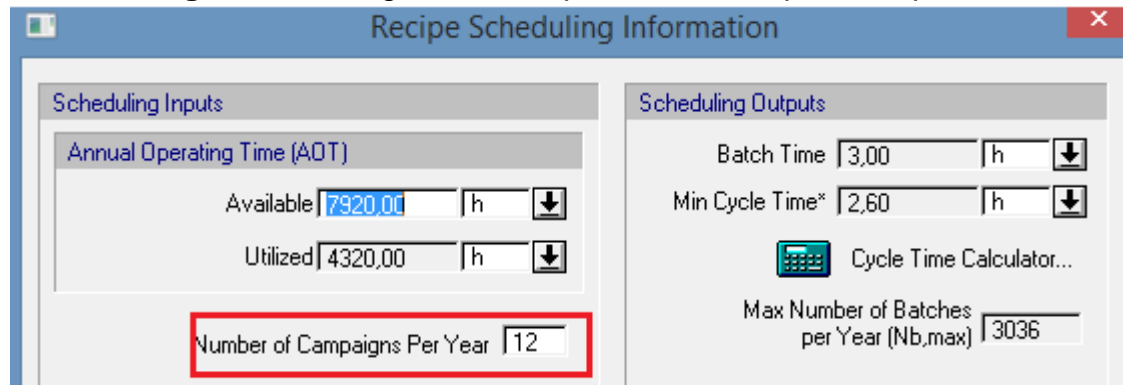 Recipe Scheduling Information
Scheduling Inputs
Annual Operating Time (AOT)
Available 7920,00 h
Utilized 4320,00 h
Number of Campaigns Per Year 12
Scheduling Outputs
Batch Time 3,00 h
Min Cycle Time* 2,60 h
Cycle Time Calculator...
Max Number of Batches
per Year (Nb,max) 3036